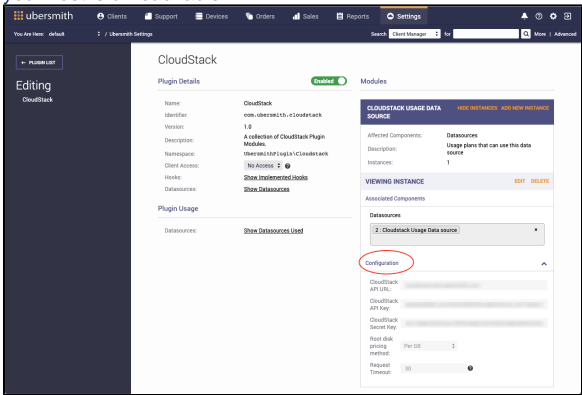 ubersmith Clients Support Devices Orders Sales Reports Settings
You Are Here: default / Ubersmith Settings Search Client Manager for More | Advanced
← PLUGIN LIST
Editing
CloudStack
CloudStack
Plugin Details Enabled
Name: CloudStack
Identifier: com.ubersmith.cloudstack
Version: 1.0
Description: A collection of CloudStack Plugin
Modules.
Namespace: UbersmithPlugin\Cloudstack
Client Access: No Access
Hooks: Show Implemented Hooks
Datasources: Show Datasources
Plugin Usage
Datasources: Show Datasources Used
Modules
CLOUDSTACK USAGE DATA HIDE INSTANCES ADD NEW INSTANCE
SOURCE
Affected Components: Datasources
Description: Usage plans that can use this data
source
Instances: 1
VIEWING INSTANCE EDIT DELETE
Associated Components
Datasources
2 : Cloudstack Usage Data source ×
Configuration
CloudStack
API URL:
CloudStack
API Key:
CloudStack
Secret Key:
Root disk
pricing
method: Per GB
Request
Timeout: 30